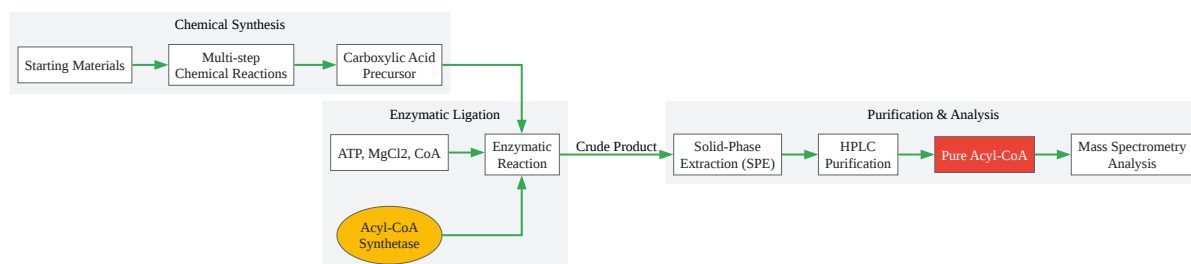 Chemical Synthesis
Starting Materials
Multi-step
Chemical Reactions
Carboxylic Acid
Precursor
Enzymatic Ligation
ATP, MgCl2, CoA
Enzymatic
Reaction
Acyl-CoA
Synthetase
Crude Product
Purification & Analysis
Solid-Phase
Extraction (SPE)
HPLC
Purification
Pure Acyl-CoA
Mass Spectrometry
Analysis